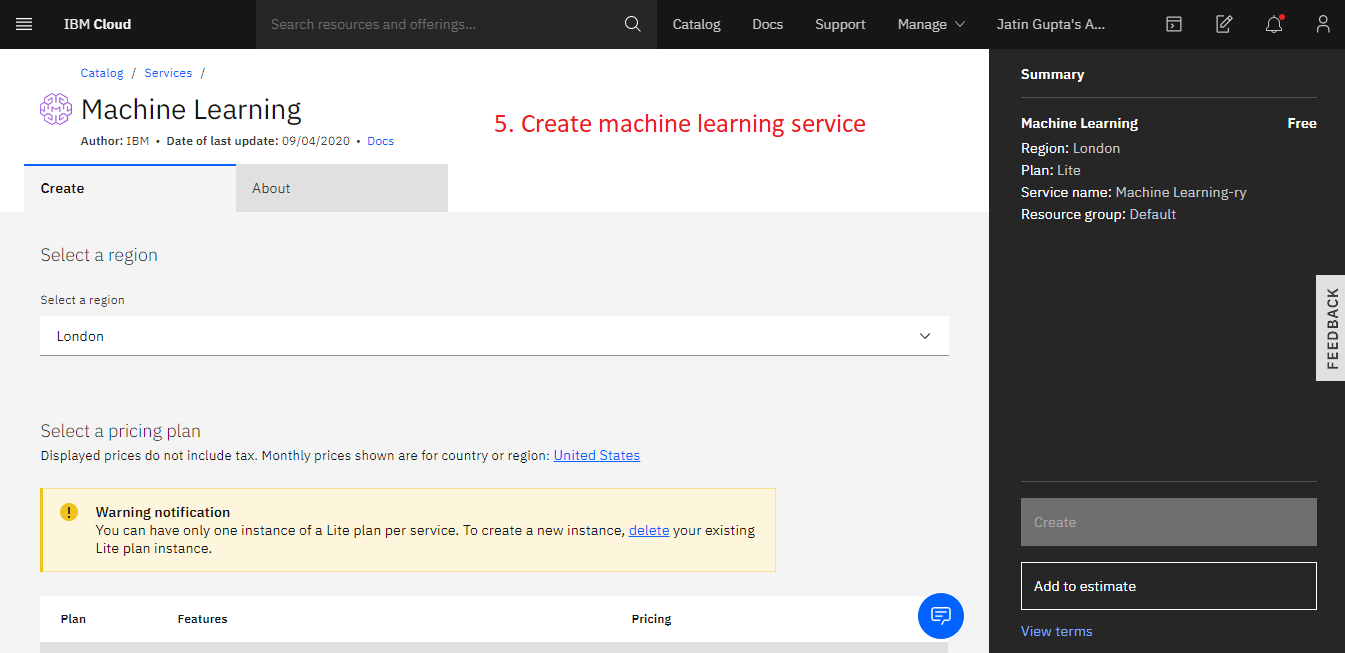 IBM Cloud
Search resources and offerings...
Catalog
Docs
Support
Manage
Jatin Gupta's A...
Catalog / Services /
Machine Learning
Author: IBM • Date of last update: 09/04/2020 • Docs
5. Create machine learning service
Create
About
Select a region
Select a region
London
Select a pricing plan
Displayed prices do not include tax. Monthly prices shown are for country or region: United States
Warning notification
You can have only one instance of a Lite plan per service. To create a new instance, delete your existing
Lite plan instance.
Plan
Features
Pricing
Summary
Machine Learning
Free
Region: London
Plan: Lite
Service name: Machine Learning-ry
Resource group: Default
FEEDBACK
Create
Add to estimate
View terms